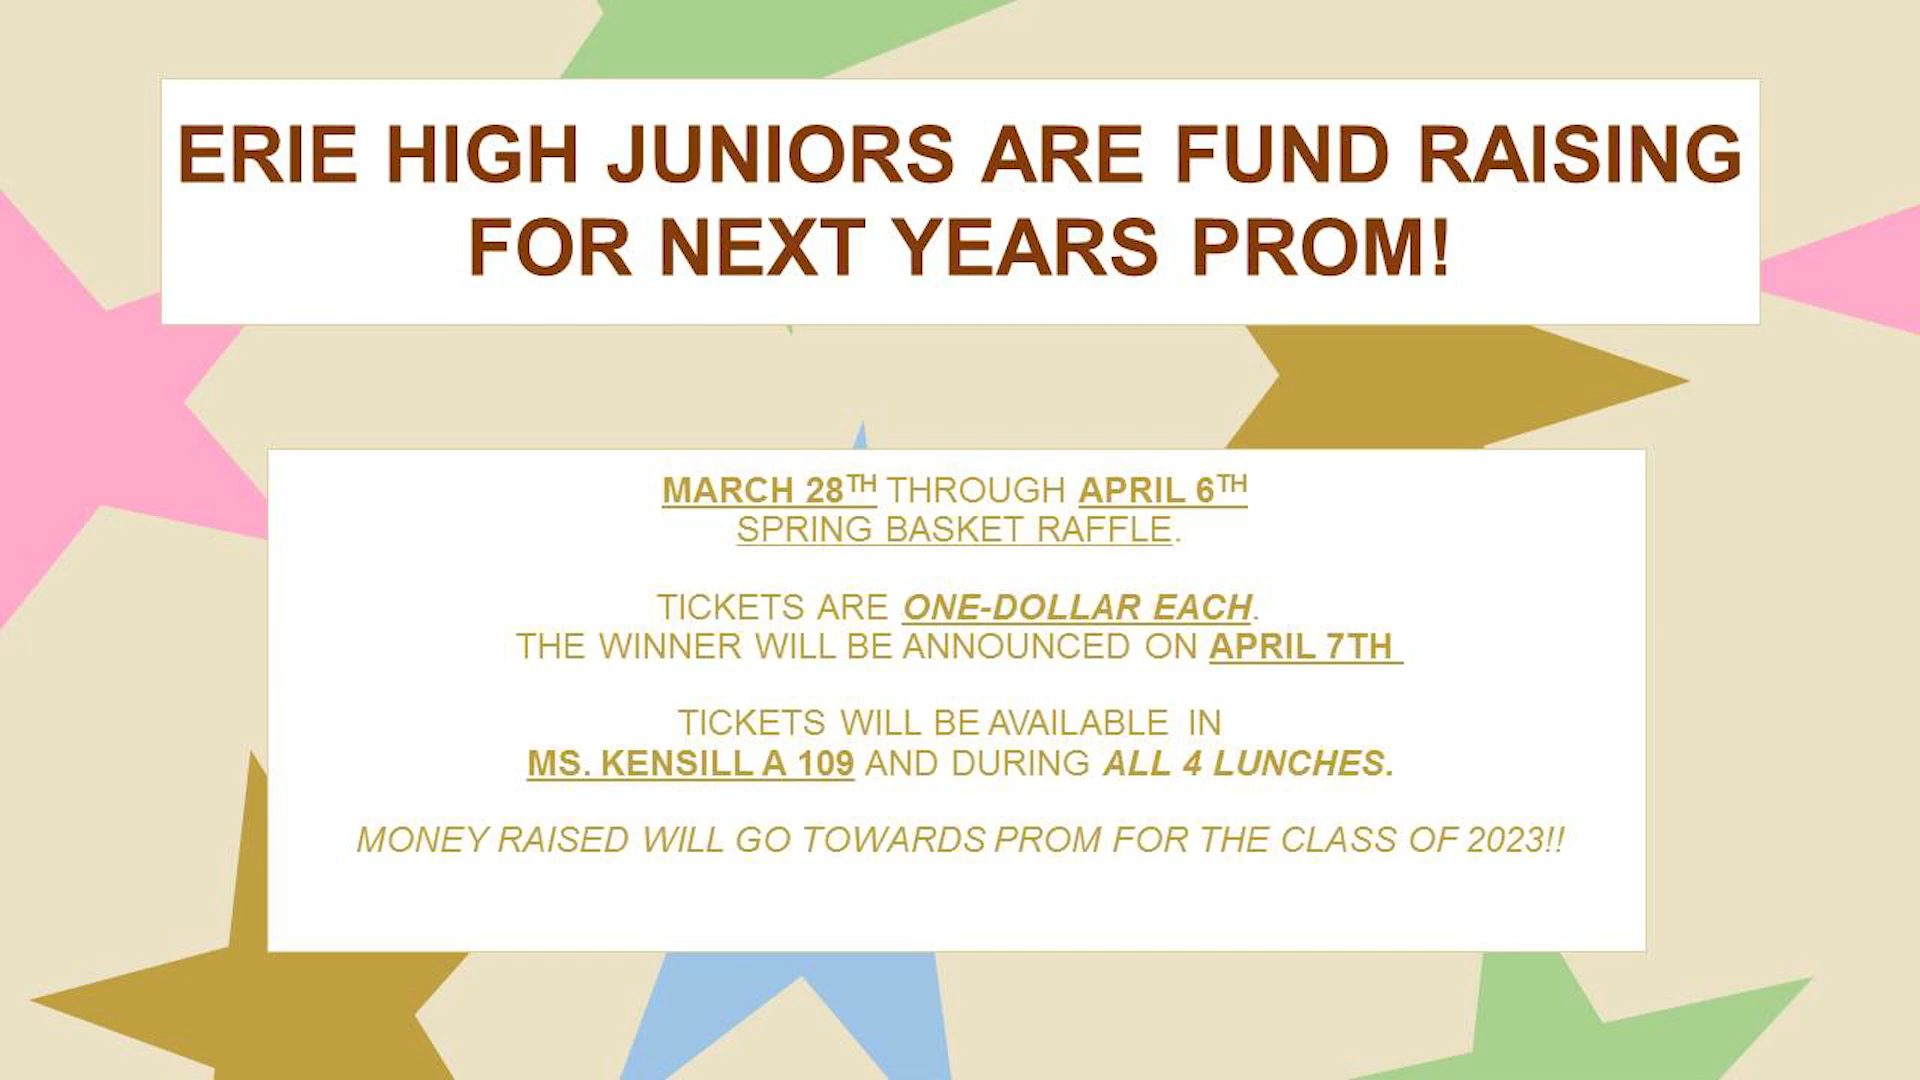 ERIE HIGH JUNIORS ARE FUND RAISING
FOR NEXT YEARS PROM!
MARCH 28TH THROUGH APRIL 6TH
SPRING BASKET RAFFLE.
TICKETS ARE ONE-DOLLAR EACH.
THE WINNER WILL BE ANNOUNCED ON APRIL 7TH
TICKETS WILL BE AVAILABLE IN
MS. KENSILL A 109 AND DURING ALL 4 LUNCHES.
MONEY RAISED WILL GO TOWARDS PROM FOR THE CLASS OF 2023!!